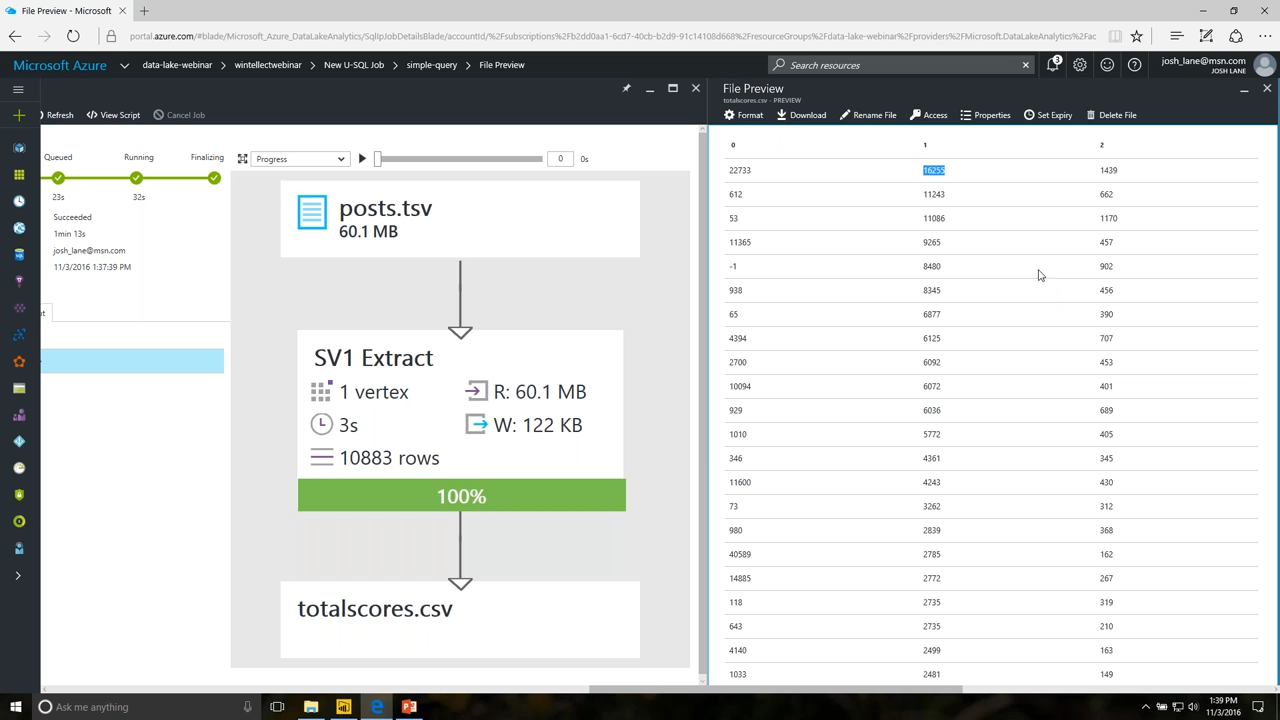 File Preview - Microsoft
portal.azure.com/#blade/Microsoft_Azure_DataLakeAnalytics/SqlIpJobDetailsBlade/accountId/%2Fsubscriptions%2Fb2dd0aa1-6cd7-40cb-b2d9-91c14108d668%2FresourceGroups%2Fdata-lake-webinar%2Fproviders%2FMicrosoft.DataLakeAnalytics%2Fac
Microsoft Azure
data-lake-webinar
wintellectwebinar
New U-SQL Job
simple-query
File Preview
Search resources
3
josh_lane@msn.com
JOSH LANE
Refresh
View Script
Cancel Job
Queued
Running
Finalizing
23s
32s
Succeeded
1min 13s
josh_lane@msn.com
11/3/2016 1:37:39 PM
Progress
0
0s
posts.tsv
60.1 MB
SV1 Extract
1 vertex
R: 60.1 MB
3s
W: 122 KB
10883 rows
100%
totalscores.csv
File Preview
totalscores.csv - PREVIEW
Format
Download
Rename File
Access
Properties
Set Expiry
Delete File
0 1 2
22733 16255 1439
612 11243 662
53 11086 1170
11365 9265 457
-1 8480 902
938 8345 456
65 6877 390
4394 6125 707
2700 6092 453
10094 6072 401
929 6036 689
1010 5772 405
346 4361 345
11600 4243 430
73 3262 312
980 2839 368
40589 2785 162
14885 2772 267
118 2735 319
643 2735 210
4140 2499 163
1033 2481 149
Ask me anything
1:39 PM
11/3/2016